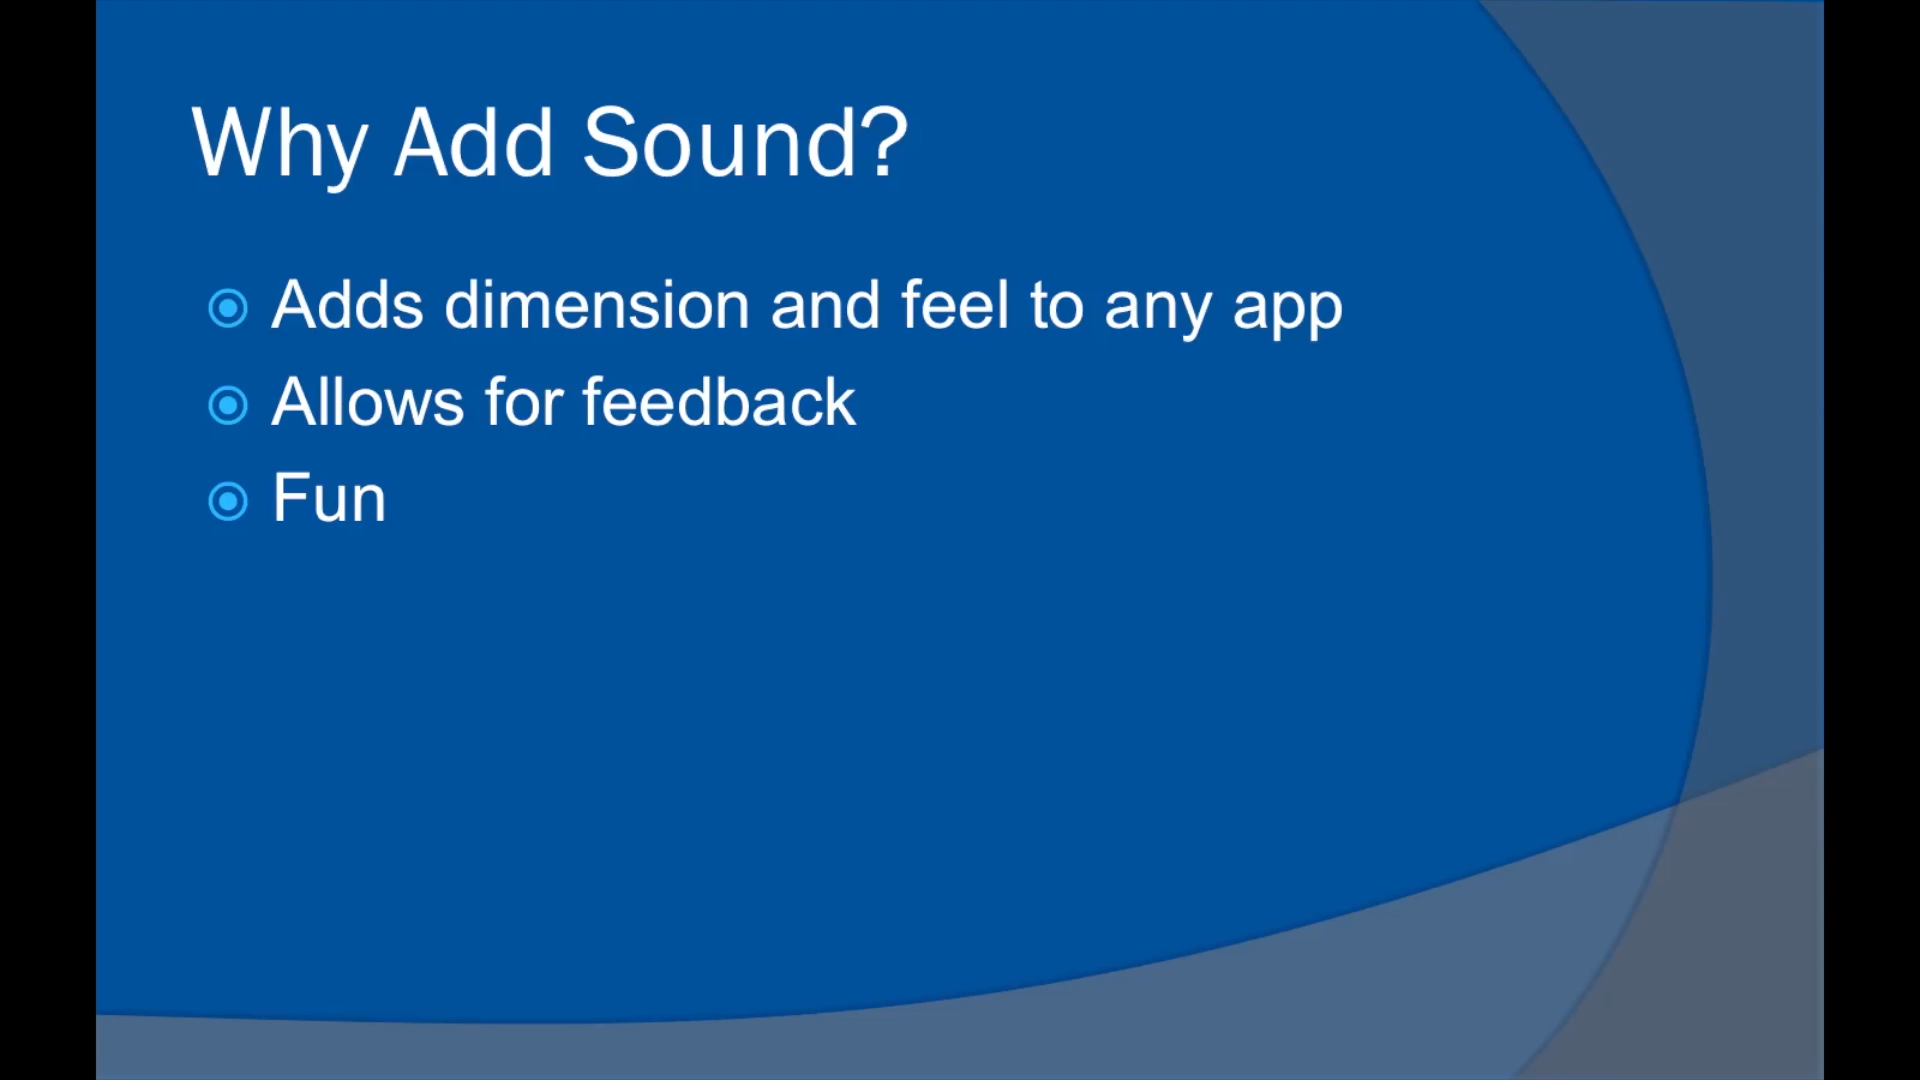 Why Add Sound?
Adds dimension and feel to any app
Allows for feedback
Fun